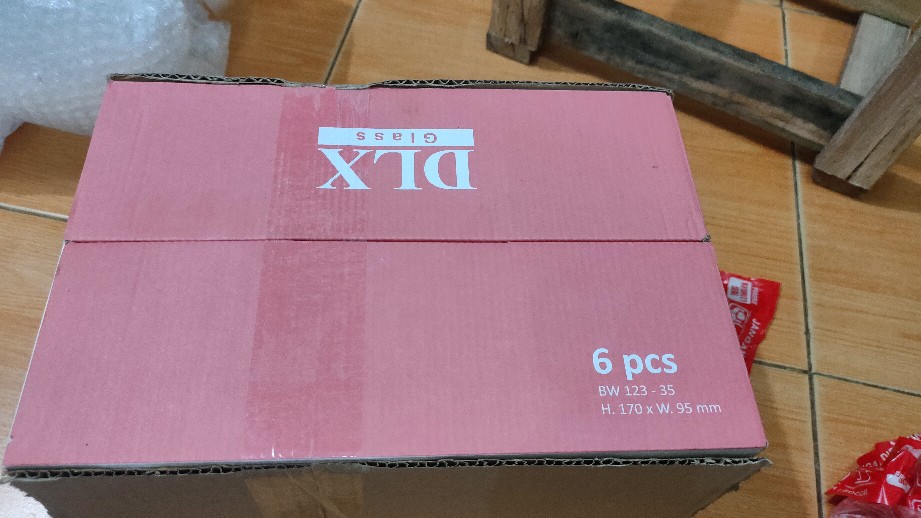 DLX
Glass
6 pcs
BW 123 - 35
H. 170 x W. 95 mm